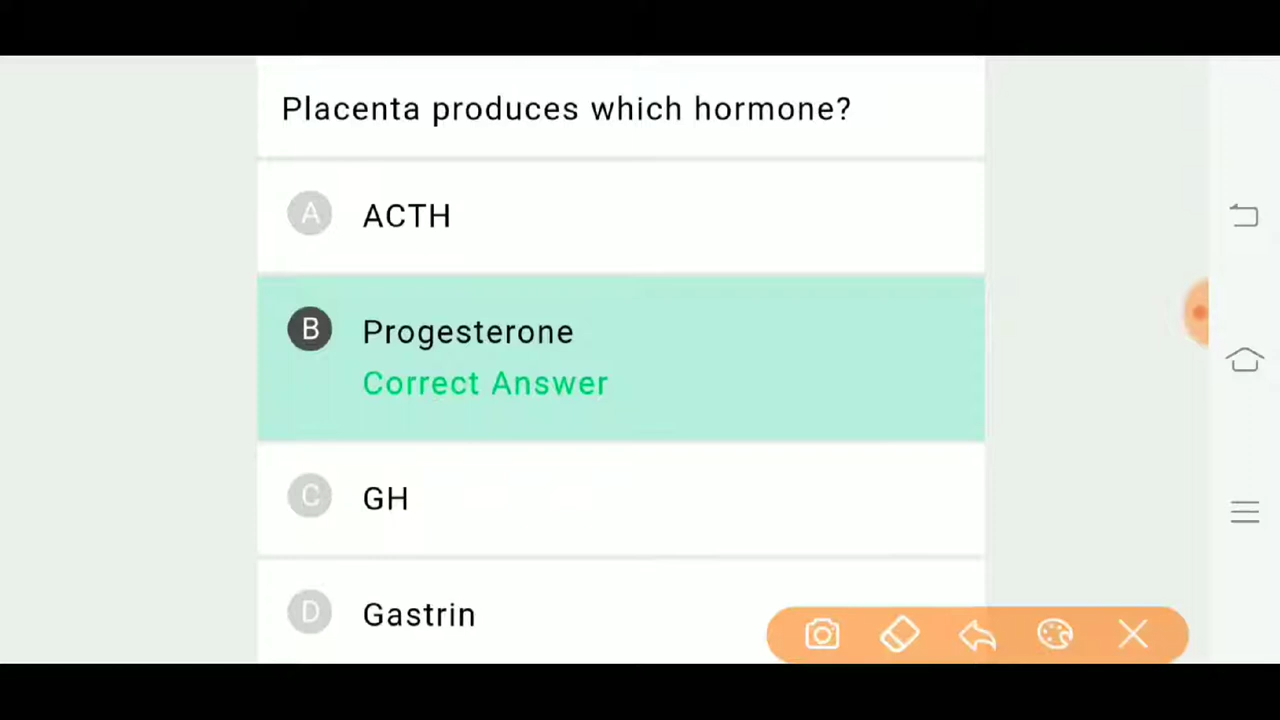 Placenta produces which hormone?
A ACTH
B Progesterone
Correct Answer
C GH
D Gastrin